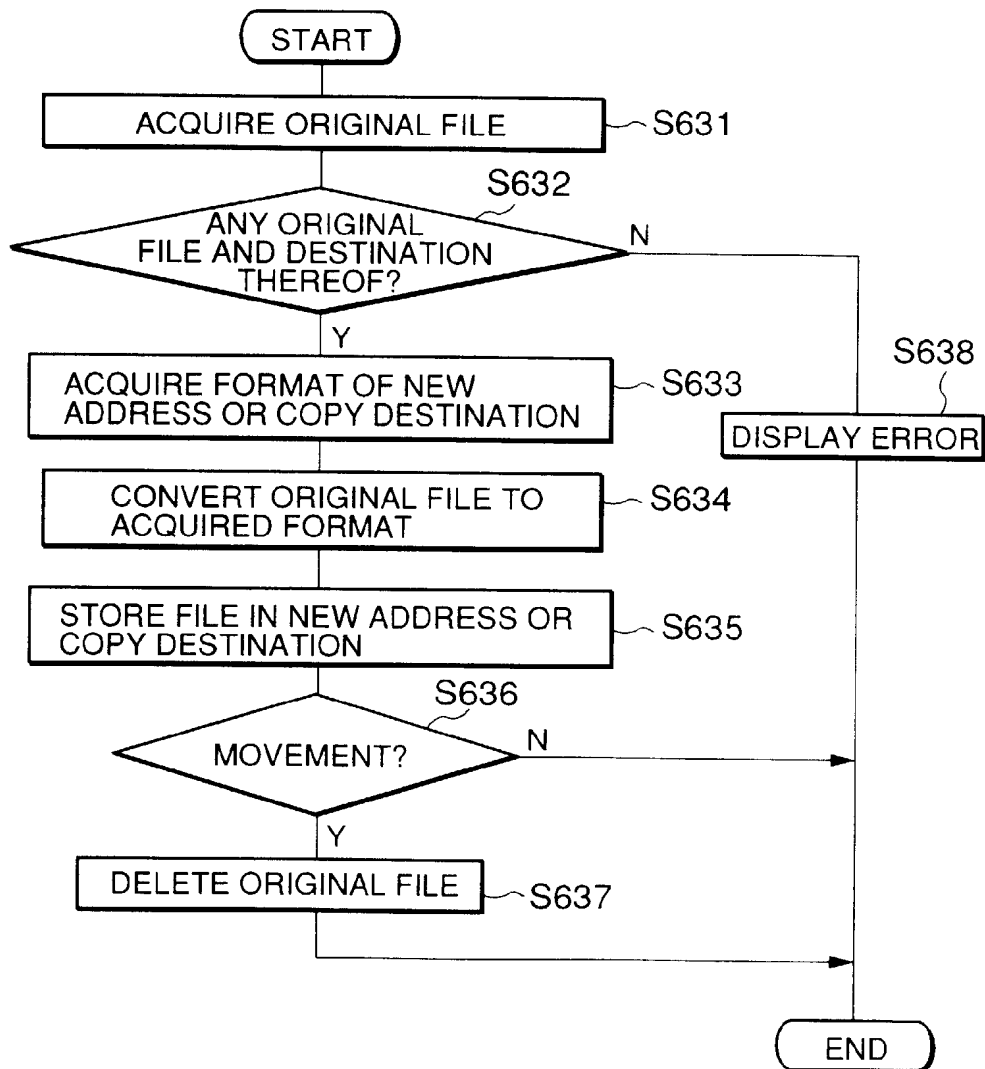 START
ACQUIRE ORIGINAL FILE
S631
S632
ANY ORIGINAL
FILE AND DESTINATION
THEREOF?
N
Y
ACQUIRE FORMAT OF NEW
ADDRESS OR COPY DESTINATION
S633
S638
DISPLAY ERROR
CONVERT ORIGINAL FILE TO
ACQUIRED FORMAT
S634
STORE FILE IN NEW ADDRESS OR
COPY DESTINATION
S635
S636
MOVEMENT?
N
Y
DELETE ORIGINAL FILE
S637
END